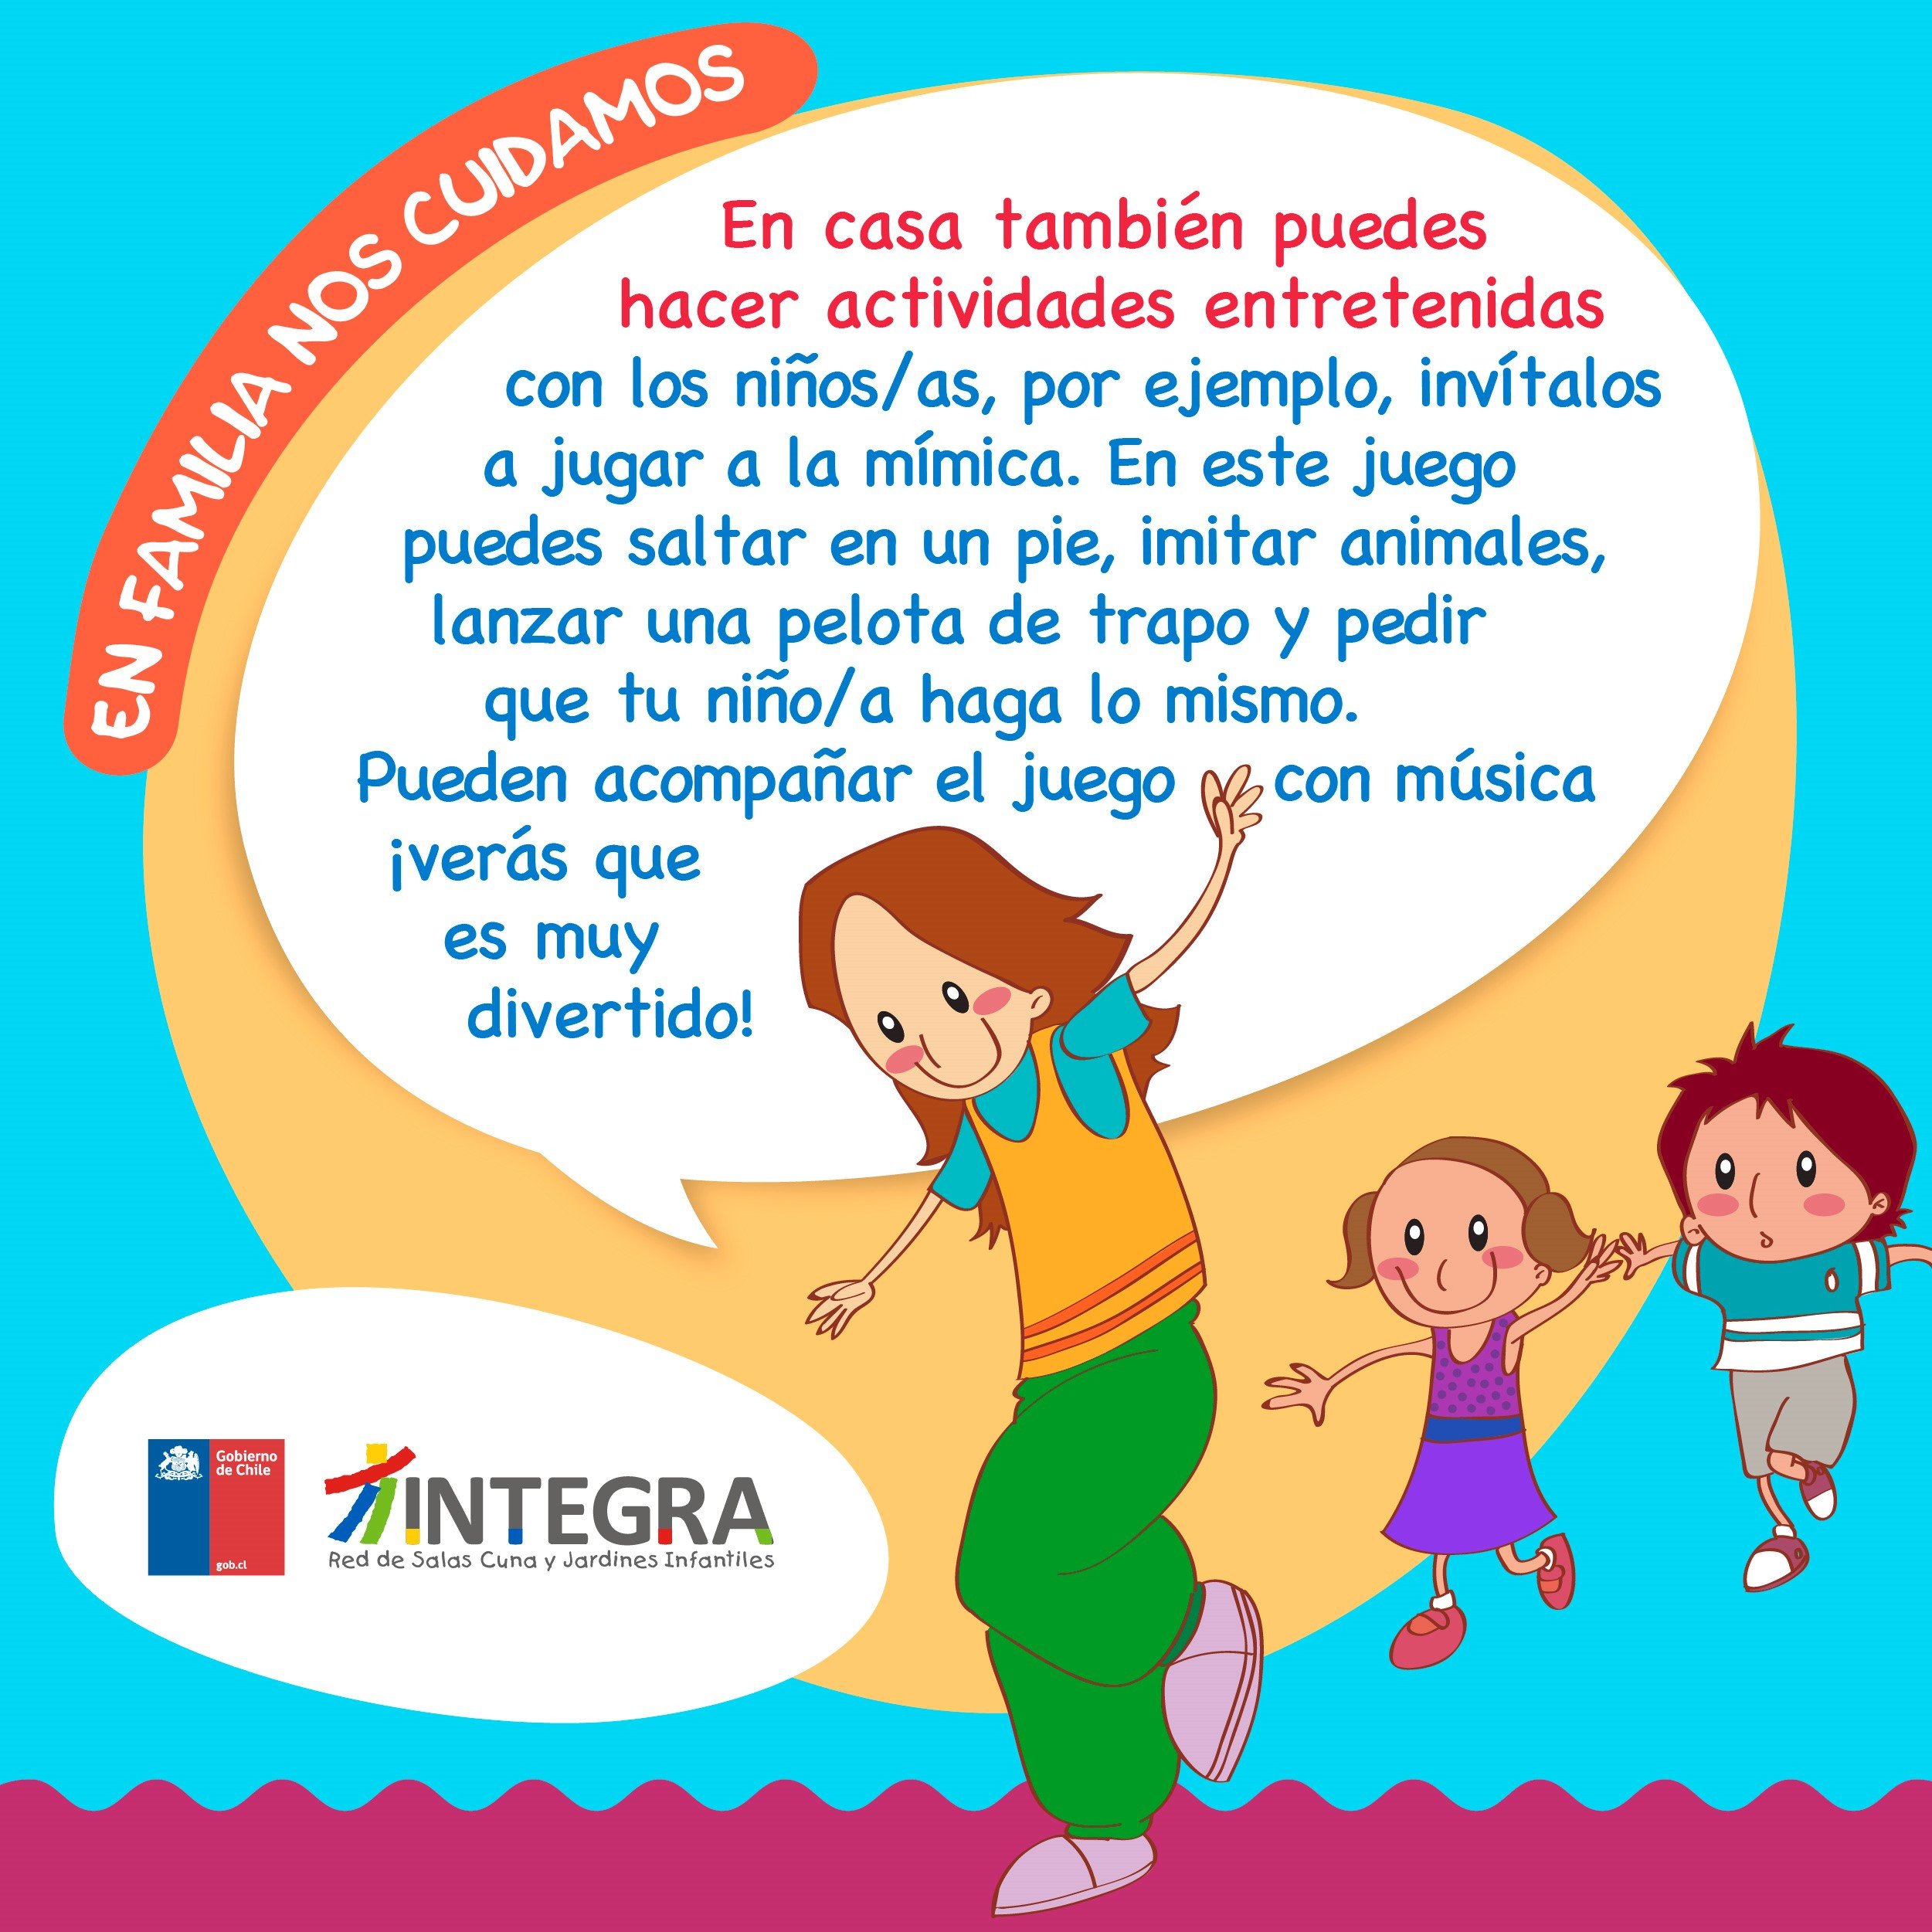 EN FAMILIA NOS CUIDAMOS
En casa también puedes
hacer actividades entretenidas
con los niños/as, por ejemplo, invítalos
a jugar a la mímica. En este juego
puedes saltar en un pie, imitar animales,
lanzar una pelota de trapo y pedir
que tu niño/a haga lo mismo.
Pueden acompañar el juego con música
¡verás que
es muy
divertido!
Gobierno
de Chile
gob.cl
INTEGRA
Red de Salas Cuna y Jardines Infantiles